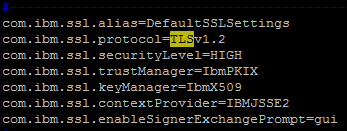 #
com.ibm.ssl.alias=DefaultSSLSettings
com.ibm.ssl.protocol=TLSv1.2
com.ibm.ssl.securityLevel=HIGH
com.ibm.ssl.trustManager=IbmPKIX
com.ibm.ssl.keyManager=IbmX509
com.ibm.ssl.contextProvider=IBMJSSE2
com.ibm.ssl.enableSignerExchangePrompt=gui